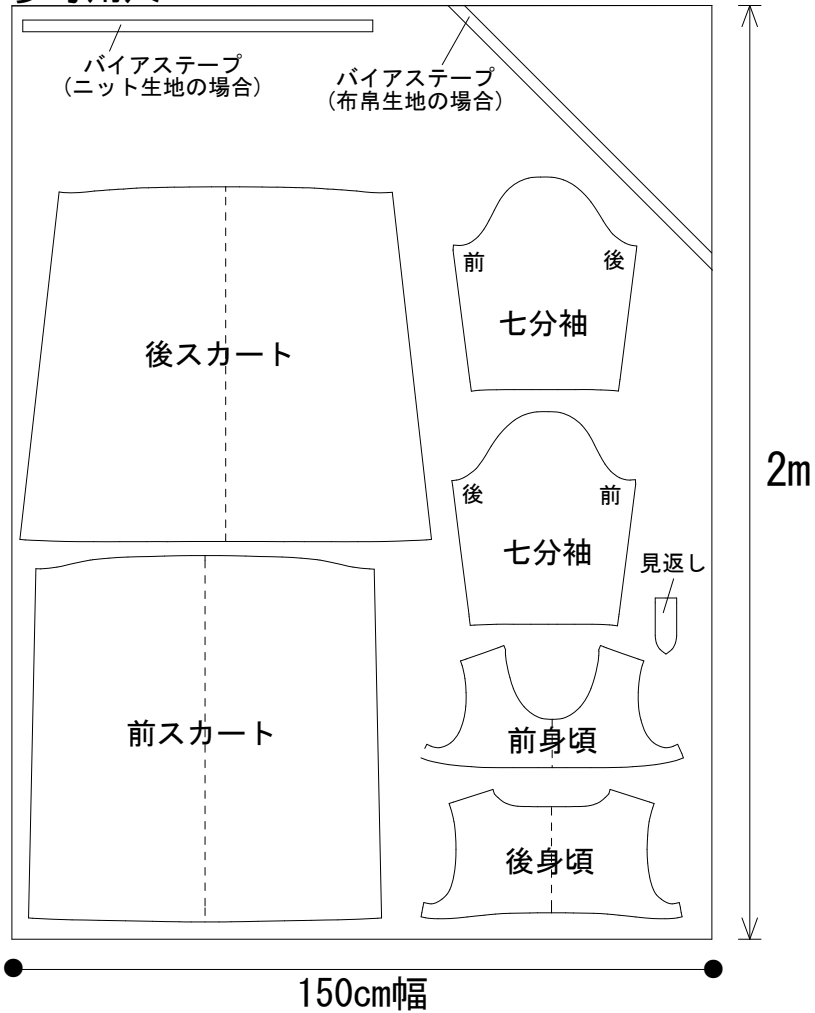 バイアステープ
(ニット生地の場合)
バイアステープ
(布帛生地の場合)
前
後
七分袖
後スカート
後
前
七分袖
見返し
前スカート
前身頃
後身頃
2m
150cm幅